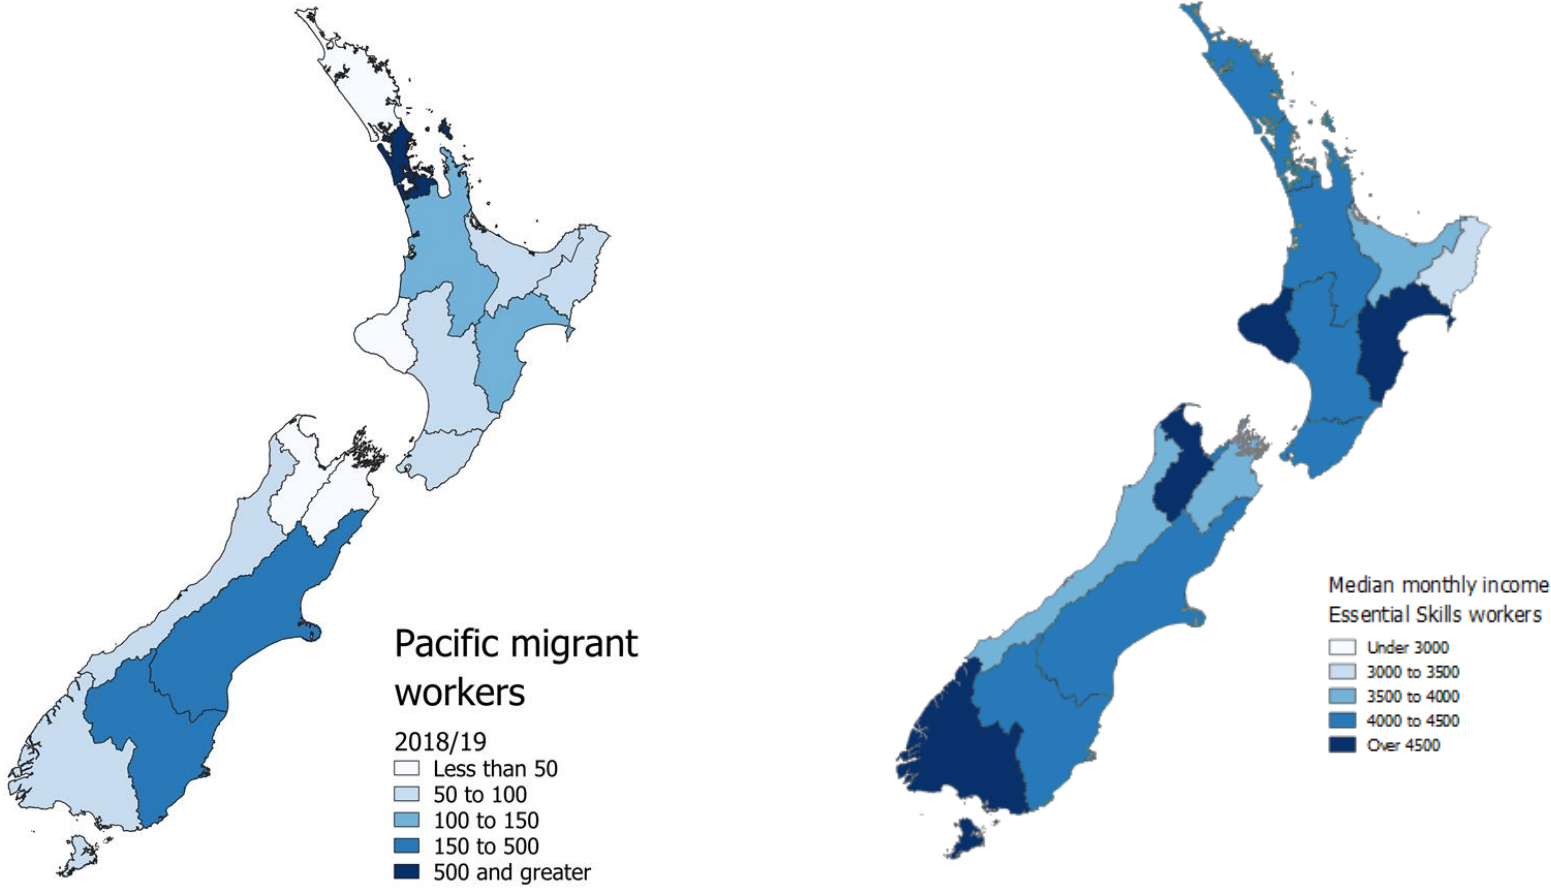 Pacific migrant
workers
2018/19
Less than 50
50 to 100
100 to 150
150 to 500
500 and greater
Median monthly income
Essential Skills workers
Under 3000
3000 to 3500
3500 to 4000
4000 to 4500
Over 4500